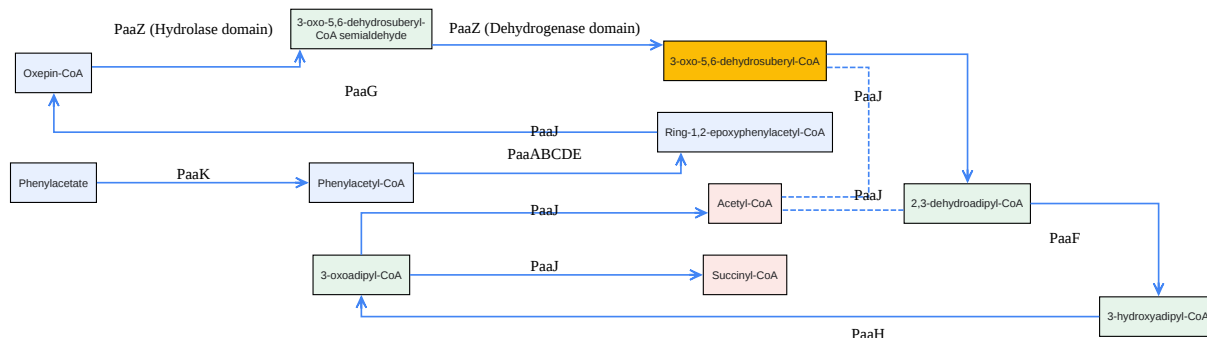 PaaZ (Hydrolase domain)
3-oxo-5,6-dehydrosuberyl-
CoA semialdehyde
PaaZ (Dehydrogenase domain)
Oxepin-CoA
3-oxo-5,6-dehydrosuberyl-CoA
PaaG
PaaJ
PaaJ
Ring-1,2-epoxyphenylacetyl-CoA
PaaABCDE
Phenylacetate
PaaK
Phenylacetyl-CoA
PaaJ
Acetyl-CoA
PaaJ
2,3-dehydroadipyl-CoA
PaaF
3-oxoadipyl-CoA
PaaJ
Succinyl-CoA
3-hydroxyadipyl-CoA
PaaH